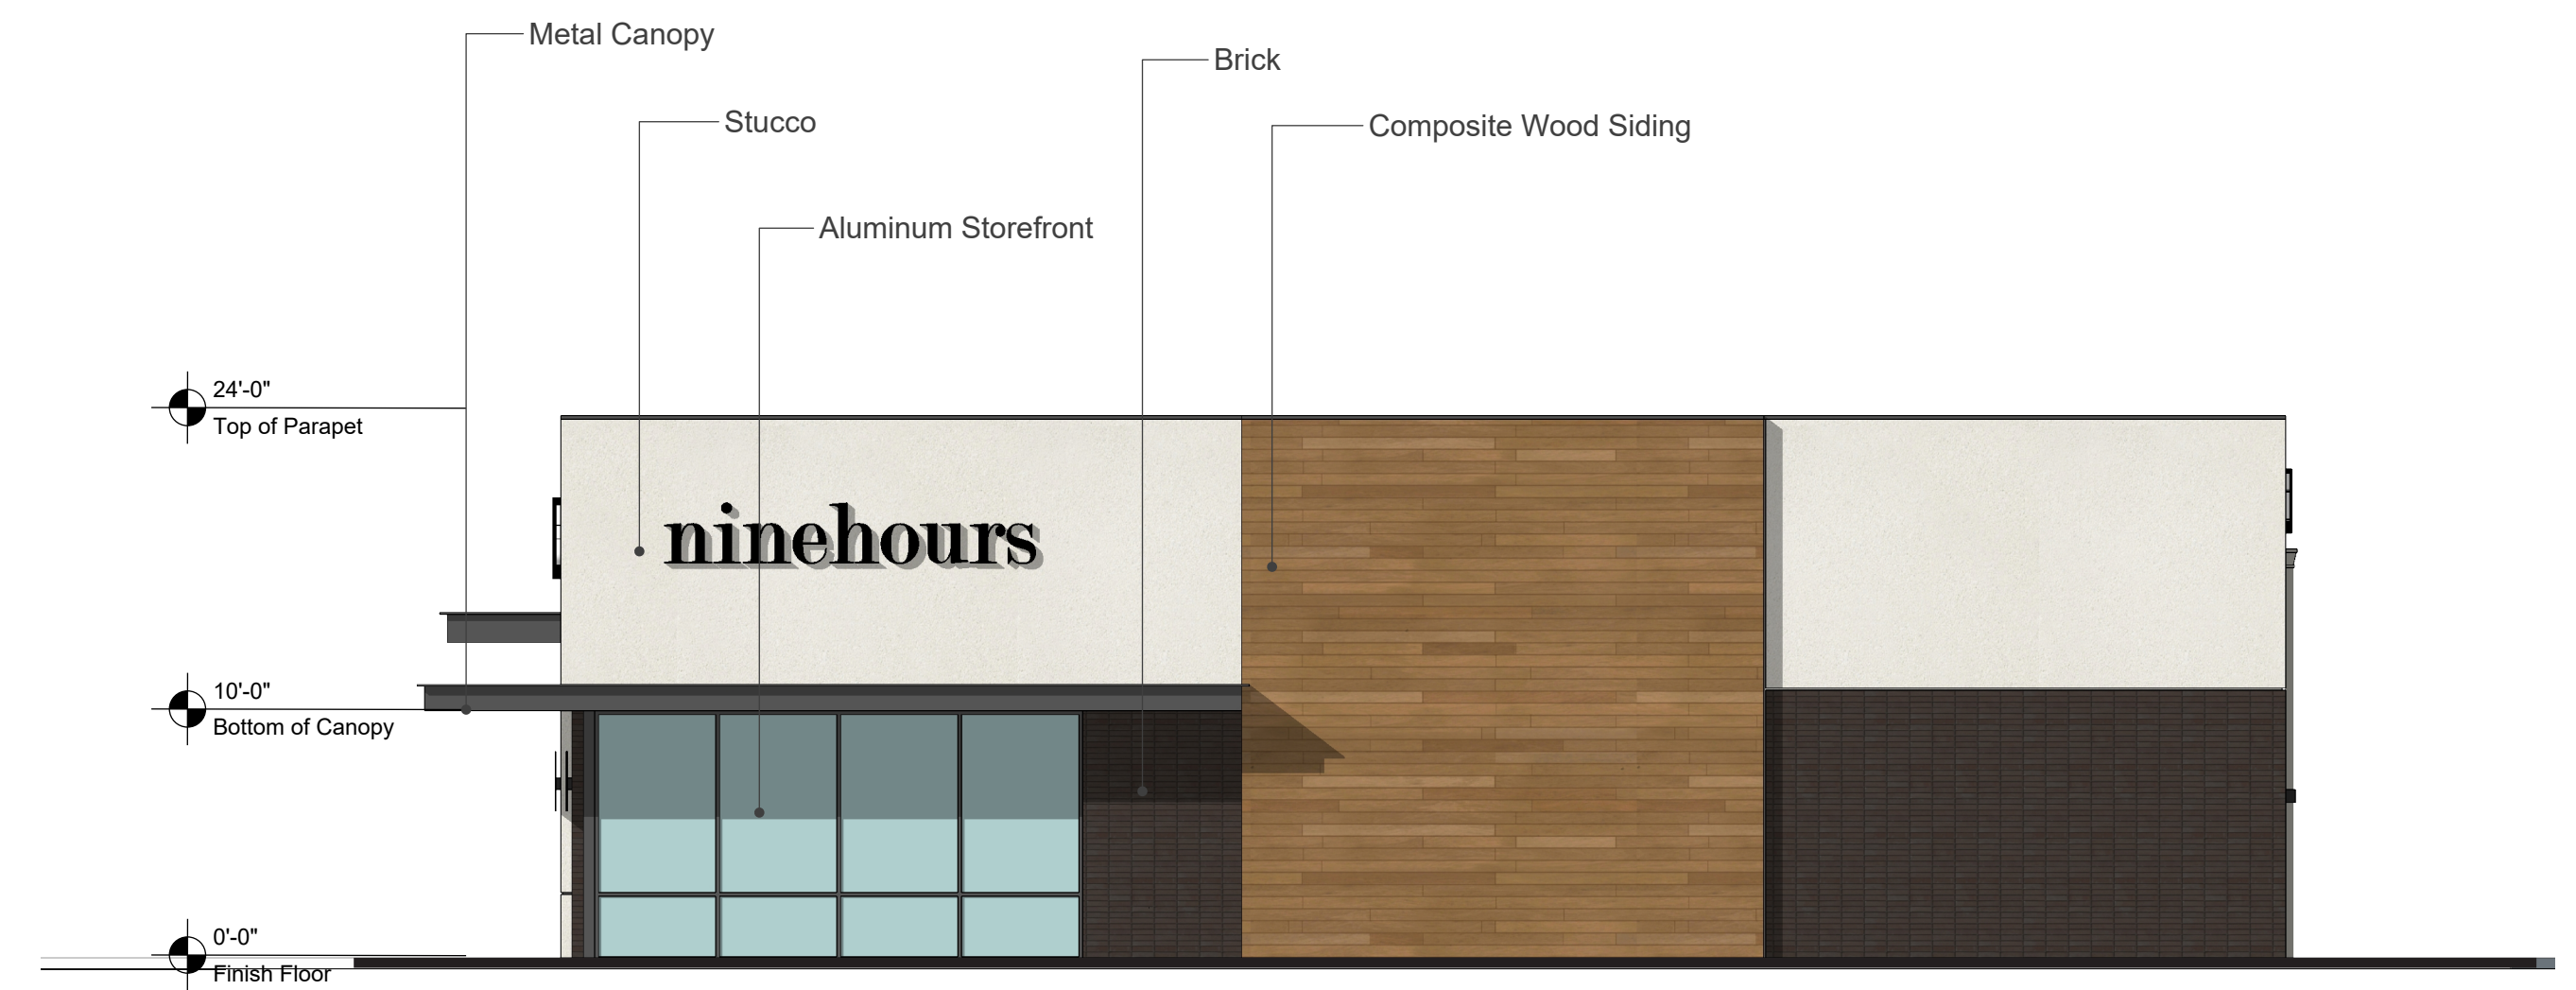 Metal Canopy
Brick
Stucco
Composite Wood Siding
Aluminum Storefront
24'-0"
Top of Parapet
ninehours
10'-0"
Bottom of Canopy
0'-0"
Finish Floor